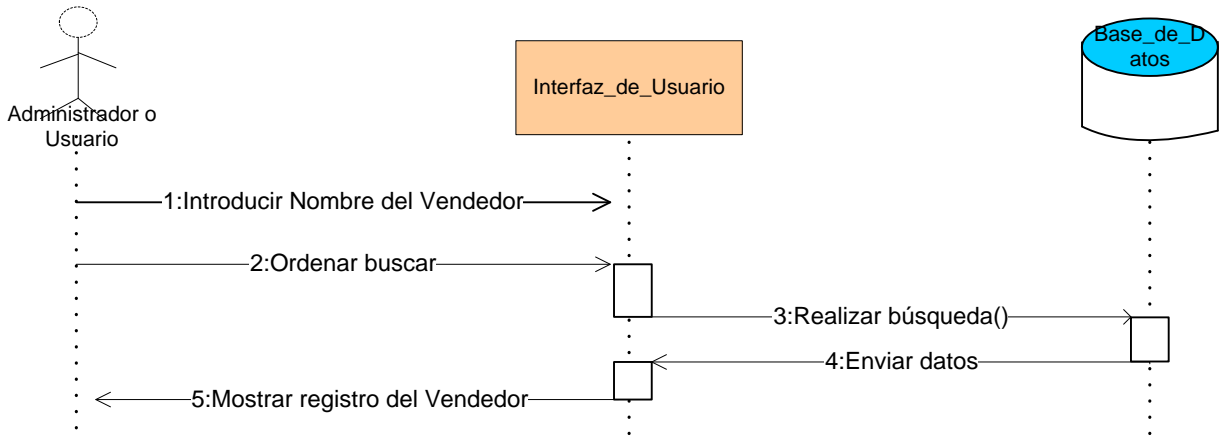 Administrador o
Usuario
Interfaz_de_Usuario
Base_de_D
atos
1:Introducir Nombre del Vendedor
2:Ordenar buscar
3:Realizar búsqueda()
4:Enviar datos
5:Mostrar registro del Vendedor